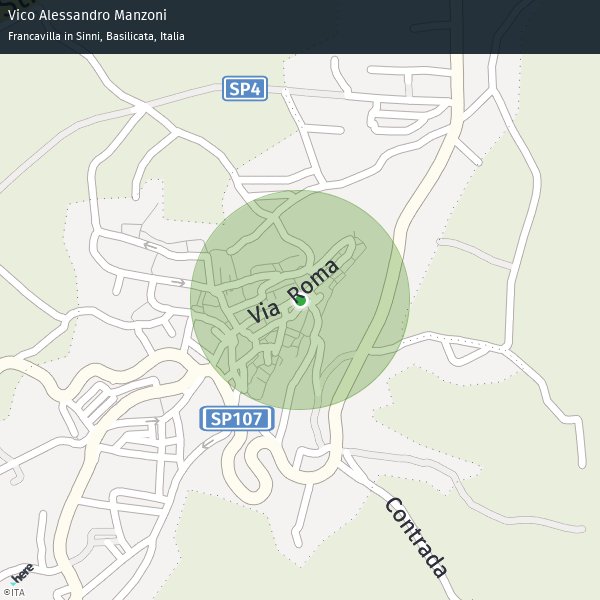 Vico Alessandro Manzoni
Francavilla in Sinni, Basilicata, Italia
SP4
Via Roma
SP107
Contrada
here
©ITA